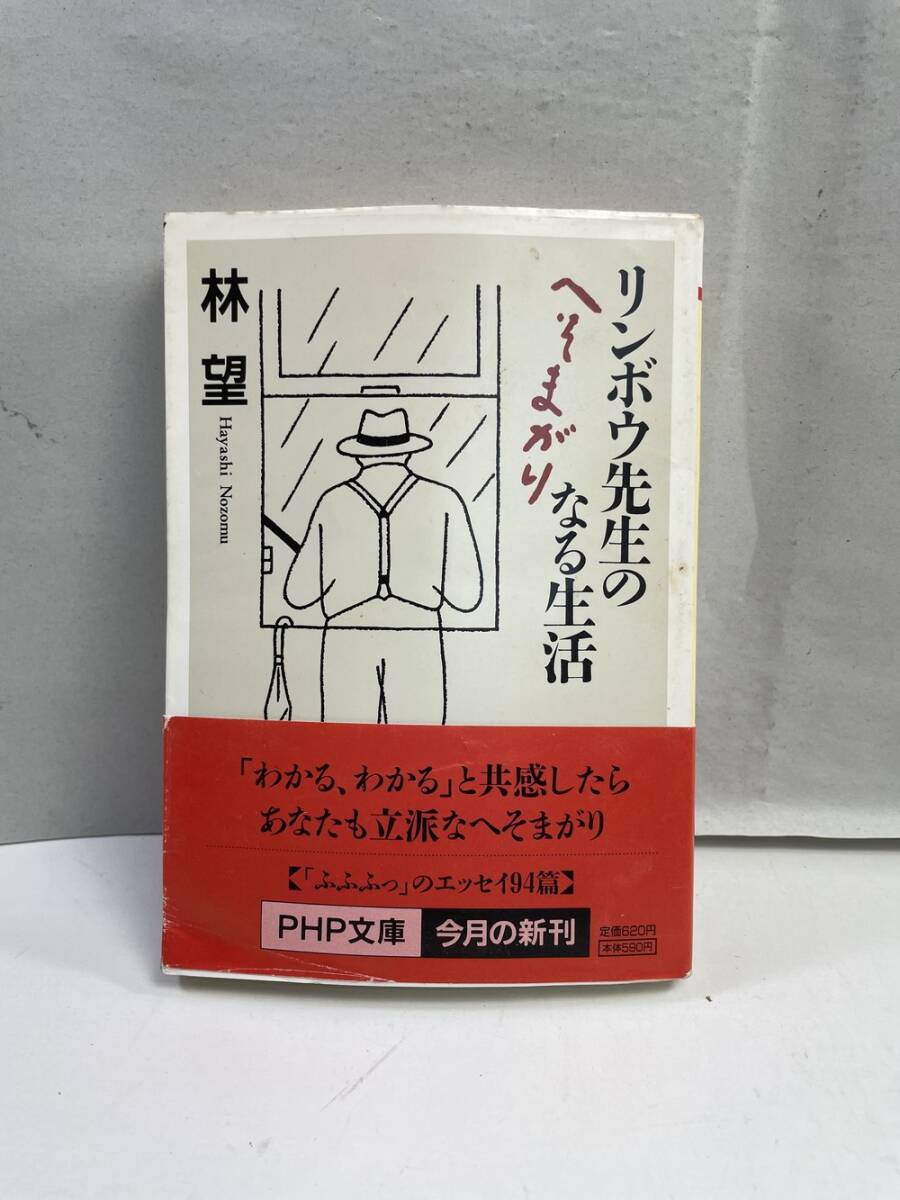 リンボウ先生の
へそまがり
なる生活
林 望
Hayashi Nozomu
「わかる、わかる」と共感したら
あなたも立派なへそまがり
【「ふふふっ」のエッセイ94篇】
PHP文庫 今月の新刊
定価620円
本体590円